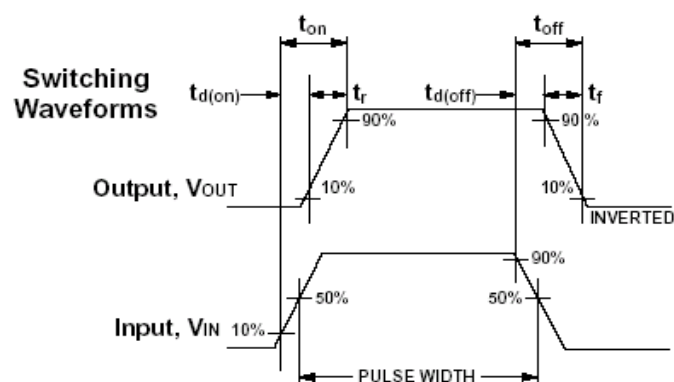 ton
toff
Switching
Waveforms
td(on)
tr
td(off)
tf
90%
90%
Output, VOUT
10%
10%
INVERTED
90%
50%
50%
Input, VIN
10%
PULSE WIDTH